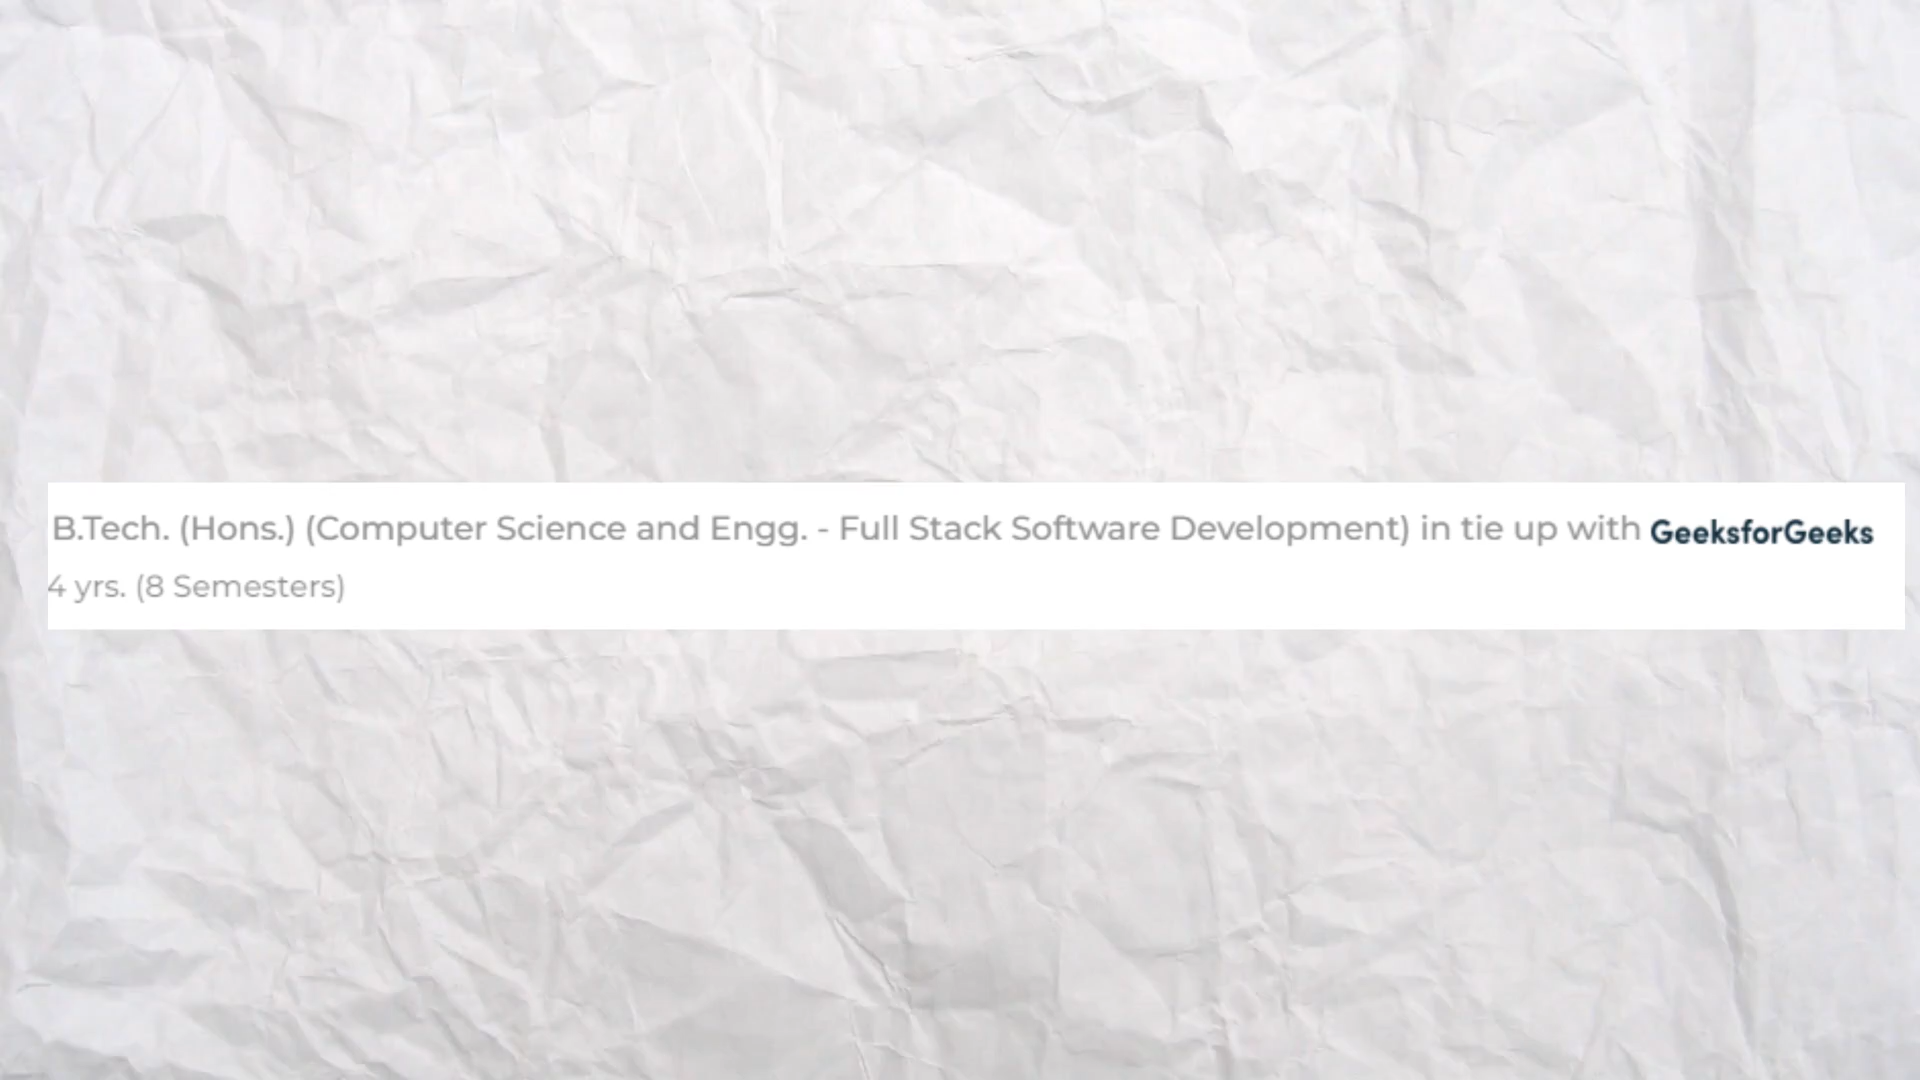 B.Tech. (Hons.) (Computer Science and Engg. - Full Stack Software Development) in tie up with GeeksforGeeks
4 yrs. (8 Semesters)